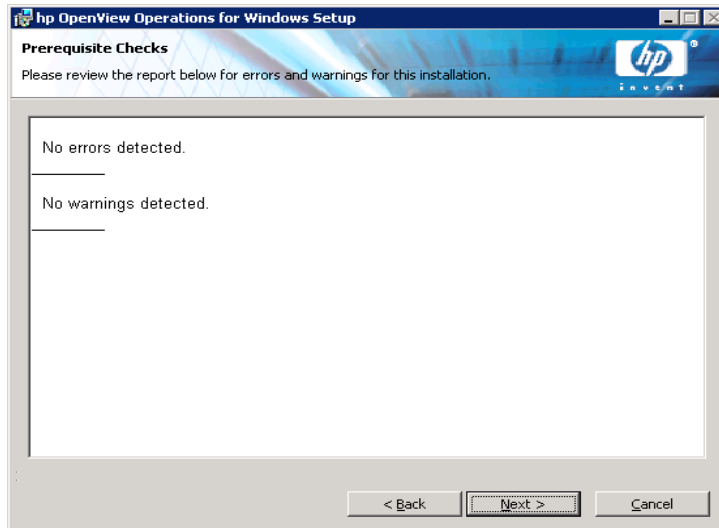 hp OpenView Operations for Windows Setup
Prerequisite Checks
Please review the report below for errors and warnings for this installation.
hp
®
invent
No errors detected.
No warnings detected.
< Back
Next >
Cancel